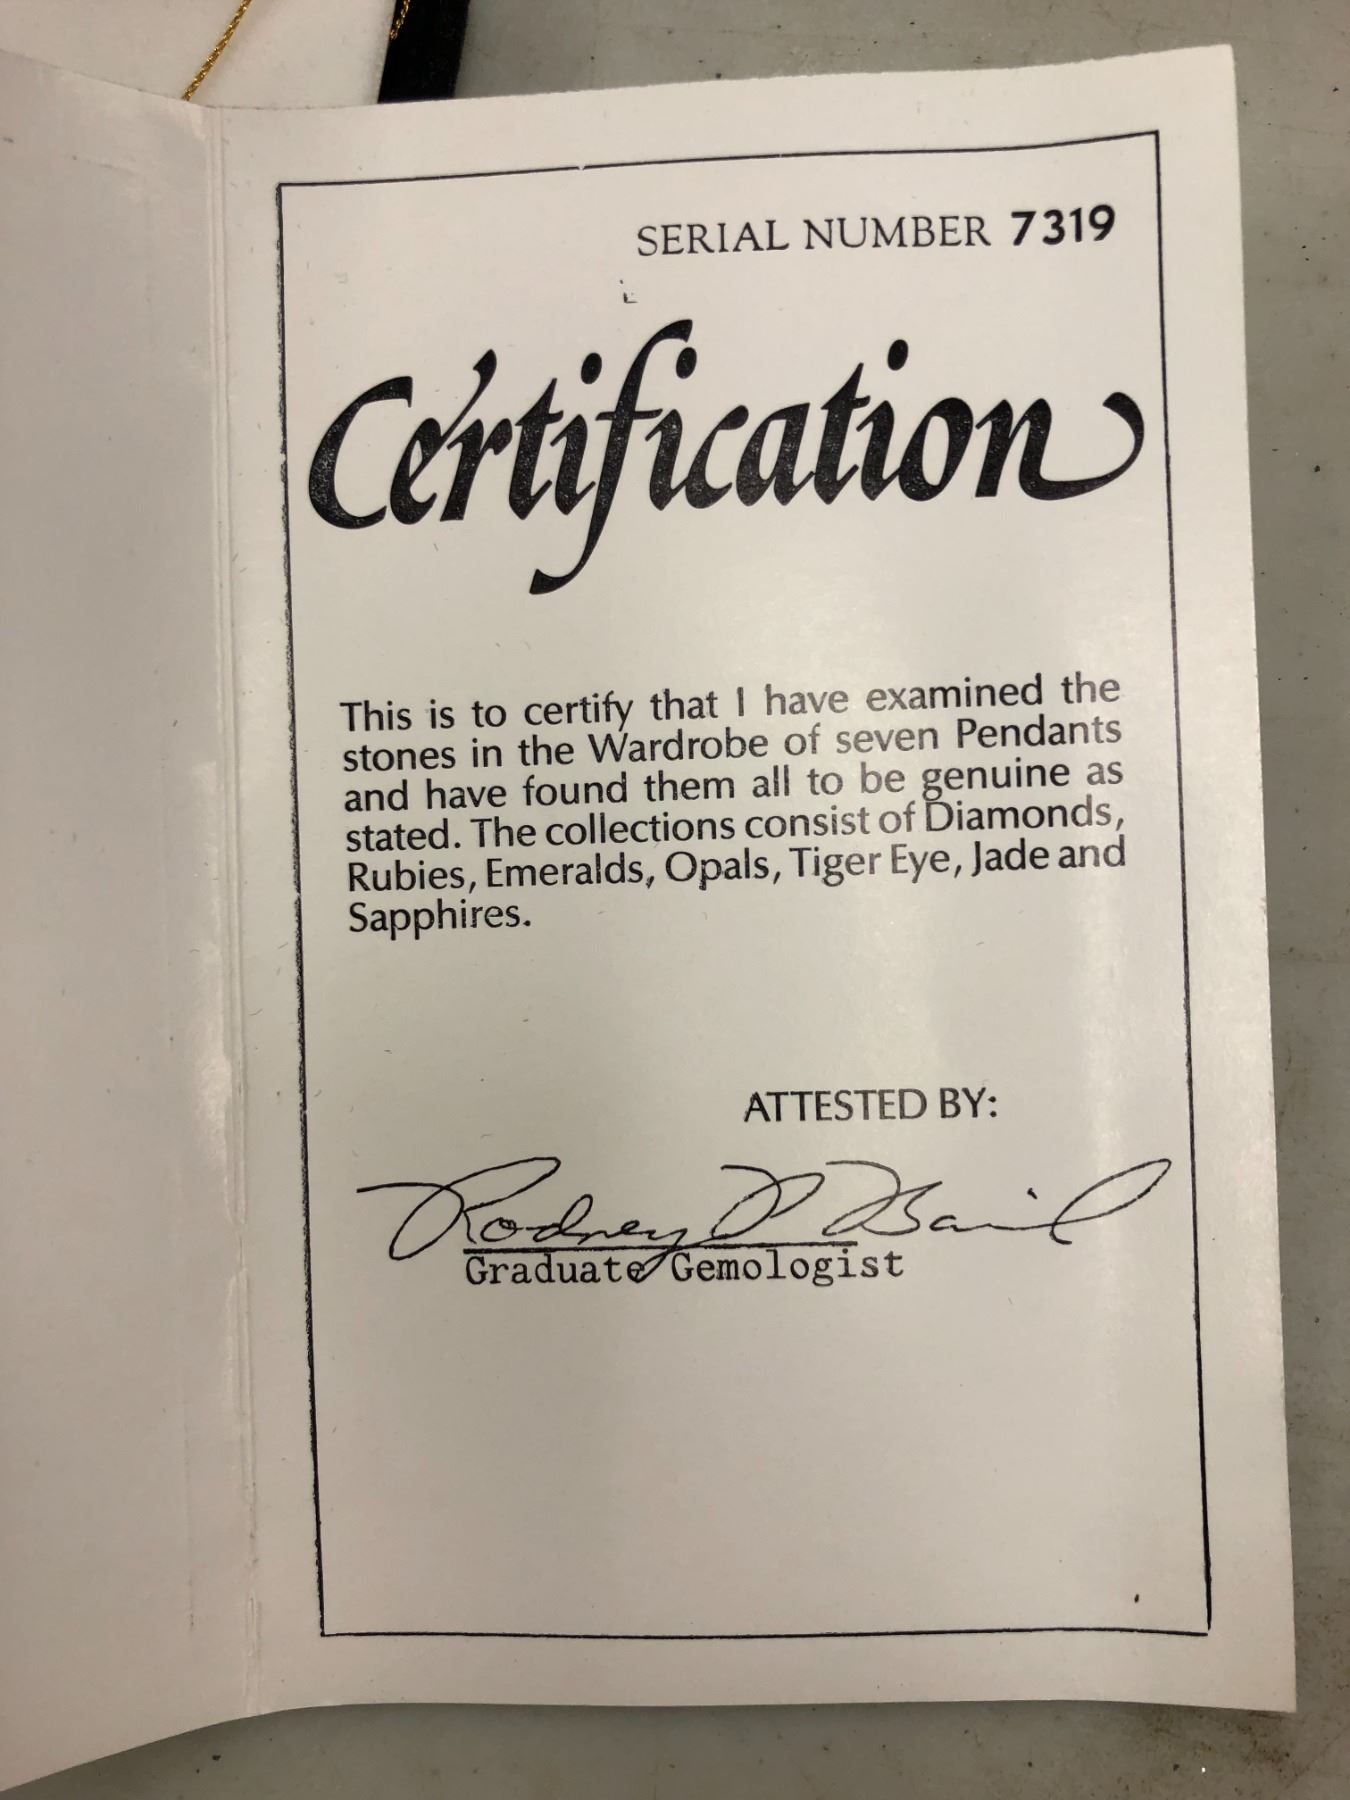 SERIAL NUMBER 7319
Certification
This is to certify that I have examined the
stones in the Wardrobe of seven Pendants
and have found them all to be genuine as
stated. The collections consist of Diamonds,
Rubies, Emeralds, Opals, Tiger Eye, Jade and
Sapphires.
ATTESTED BY:
Rodney
Graduate Gemologist